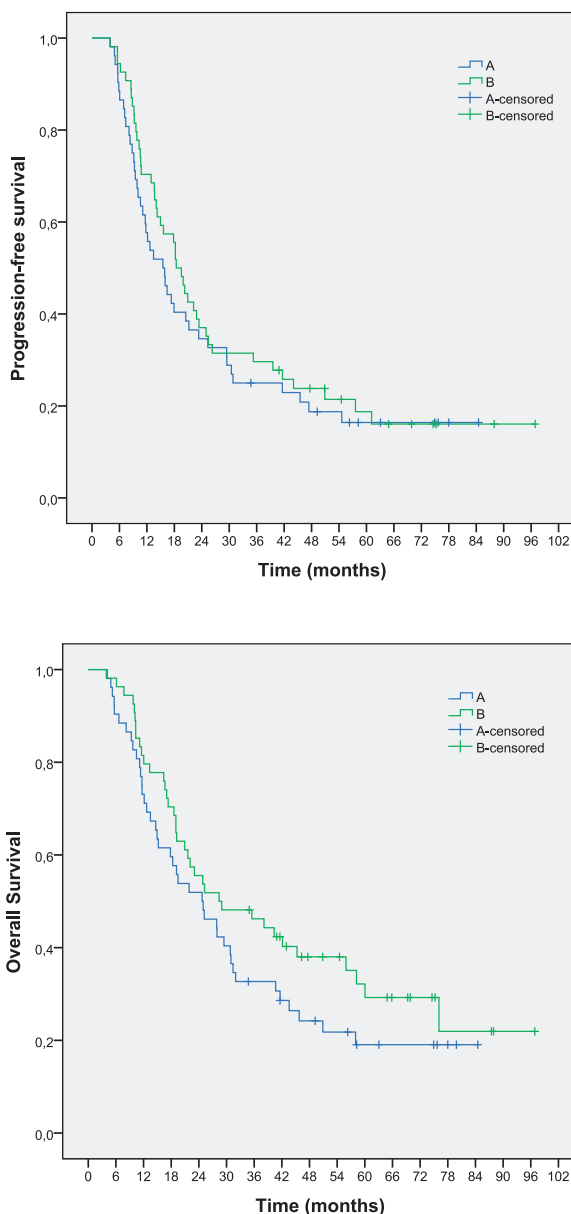 Progression-free survival
1,0
0,8
0,6
0,4
0,2
0,0
A
B
A-censored
B-censored
0 6 12 18 24 30 36 42 48 54 60 66 72 78 84 90 96 102
Time (months)
Overall Survival
1,0
0,8
0,6
0,4
0,2
0,0
A
B
A-censored
B-censored
0 6 12 18 24 30 36 42 48 54 60 66 72 78 84 90 96 102
Time (months)